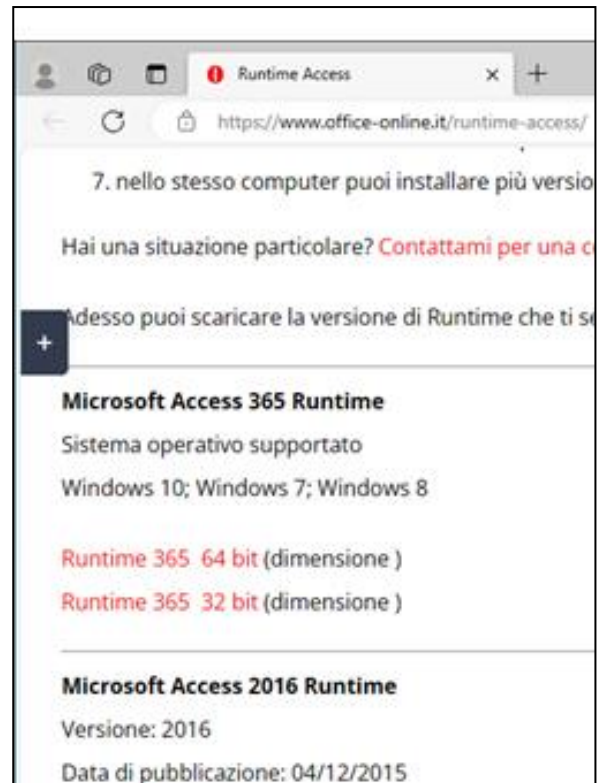 Runtime Access
https://www.office-online.it/runtime-access/
7. nello stesso computer puoi installare più versio
Hai una situazione particolare? Contattami per una c
Adesso puoi scaricare la versione di Runtime che ti se
Microsoft Access 365 Runtime
Sistema operativo supportato
Windows 10; Windows 7; Windows 8
Runtime 365 64 bit (dimensione )
Runtime 365 32 bit (dimensione )
Microsoft Access 2016 Runtime
Versione: 2016
Data di pubblicazione: 04/12/2015